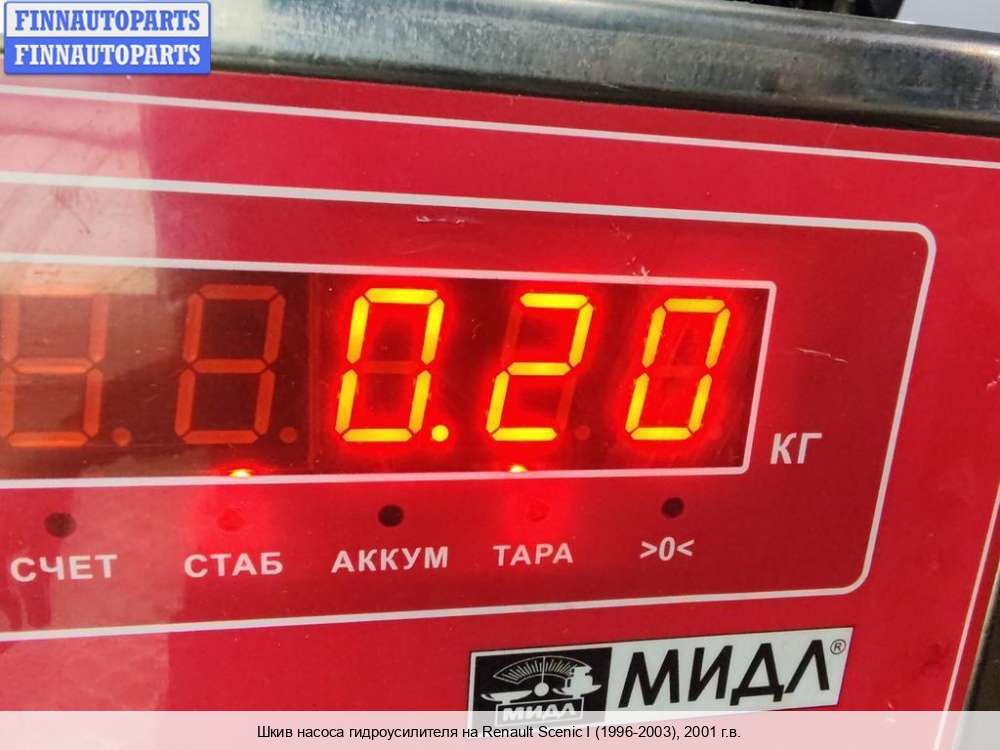 FINNAUTOPARTS
FINNAUTOPARTS
0.20
КГ
СЧЕТ СТАБ АККУМ ТАРА >0<
МИДЛ МИДЛ®
Шкив насоса гидроусилителя на Renault Scenic I (1996-2003), 2001 г.в.